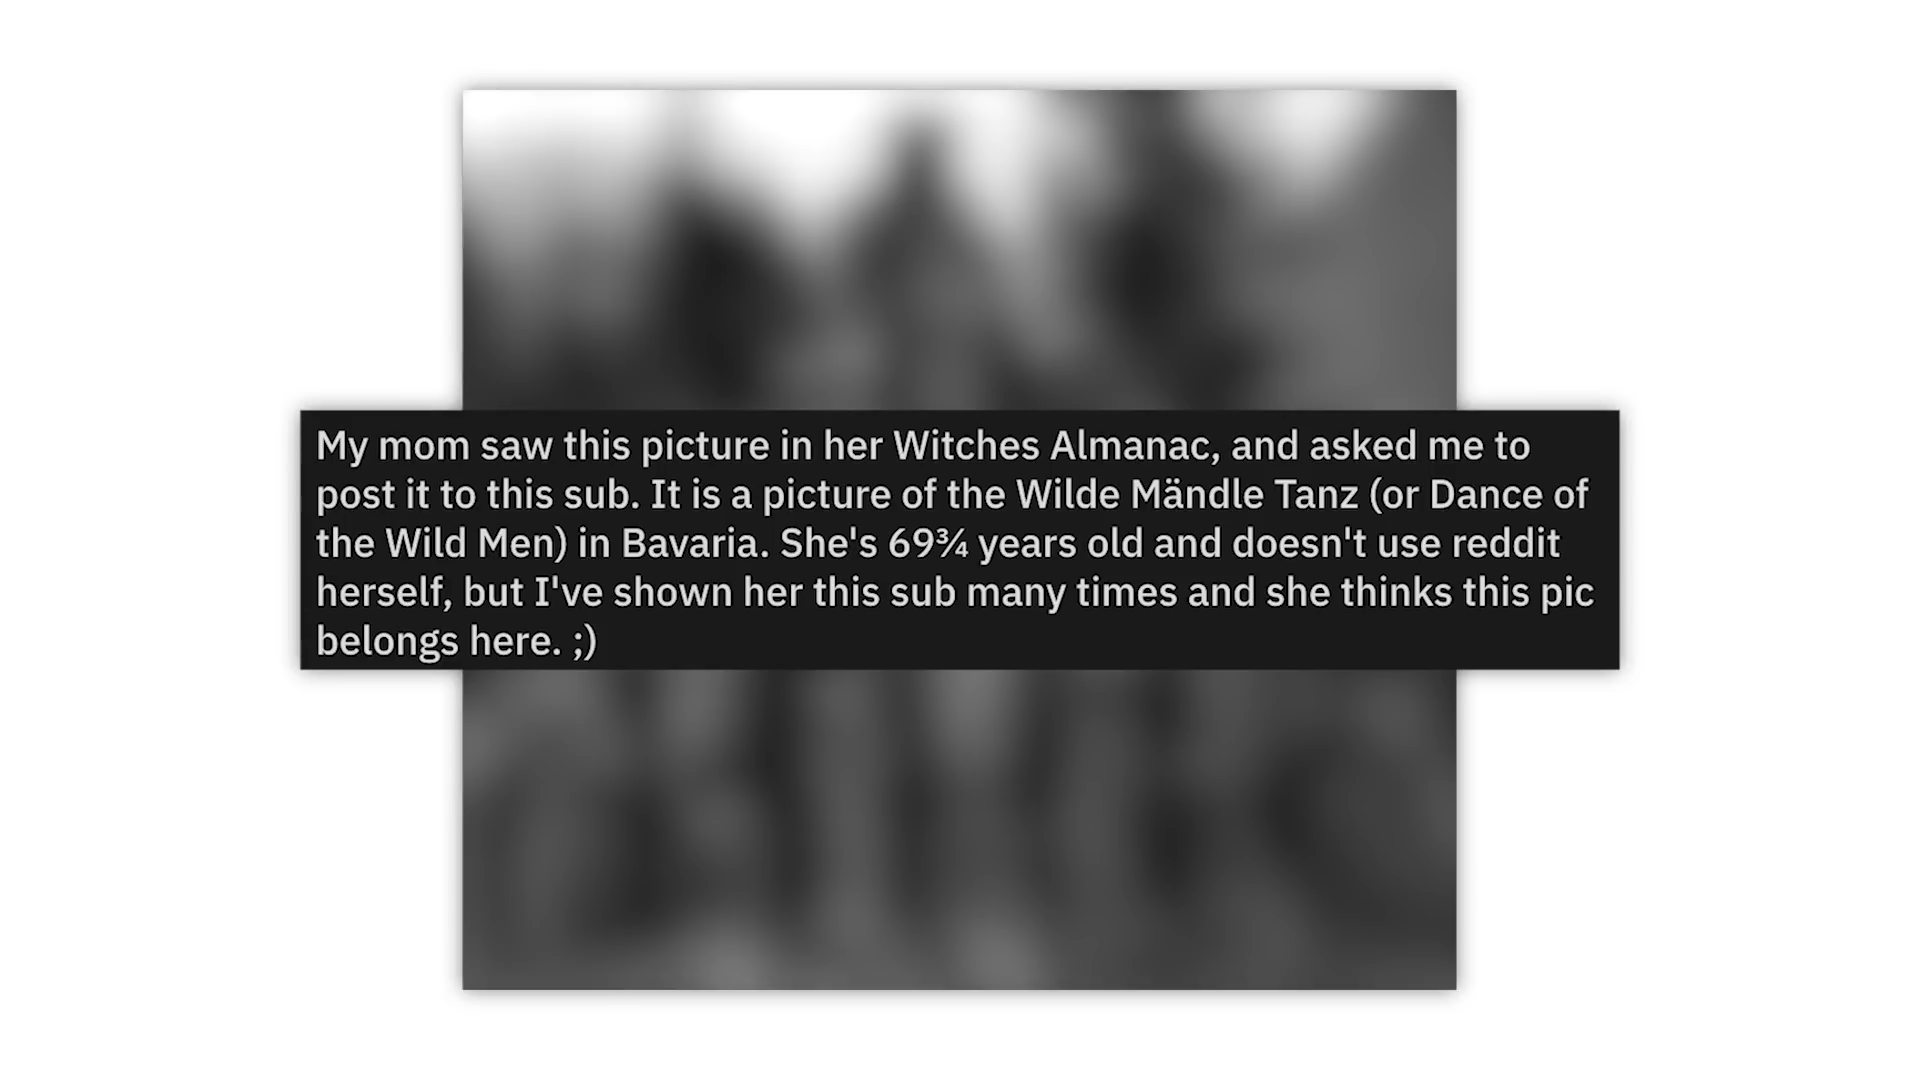 My mom saw this picture in her Witches Almanac, and asked me to
post it to this sub. It is a picture of the Wilde Mändle Tanz (or Dance of
the Wild Men) in Bavaria. She's 69¾ years old and doesn't use reddit
herself, but I've shown her this sub many times and she thinks this pic
belongs here. ;)